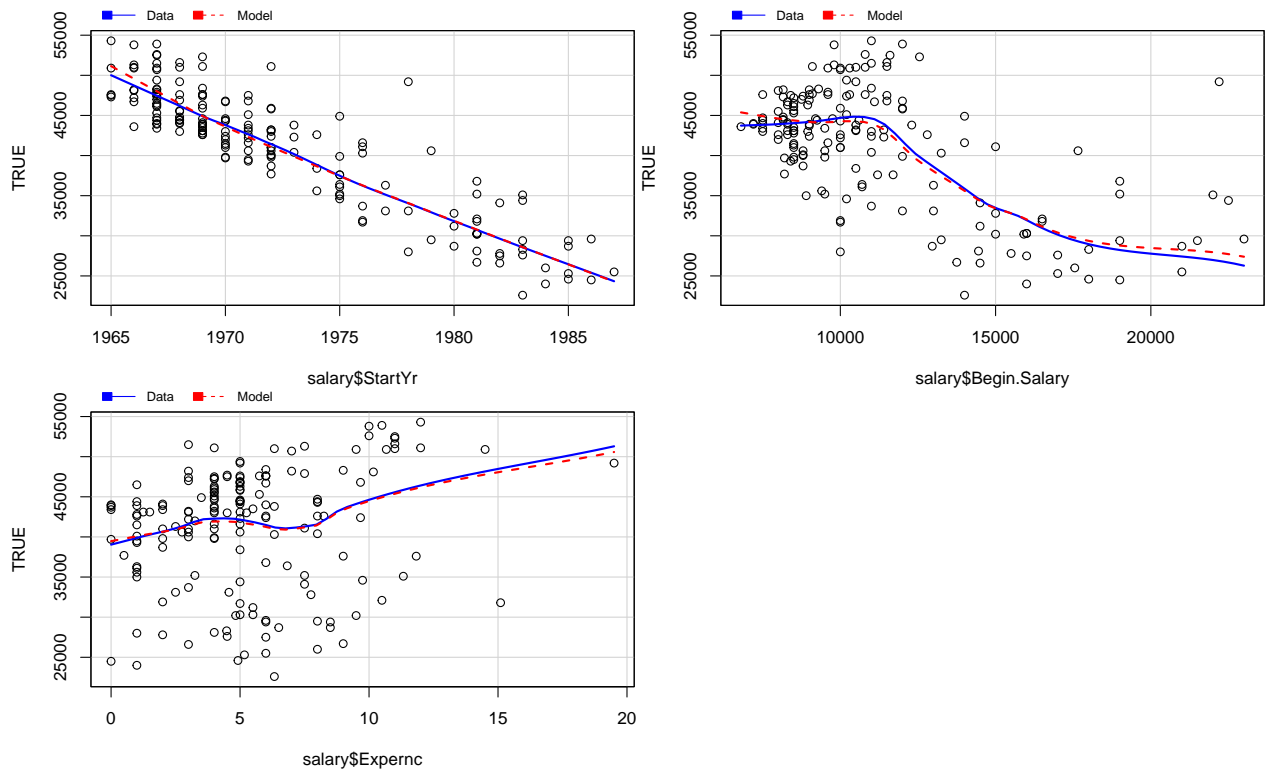 Data Model
55000
45000
35000
25000
TRUE
1965 1970 1975 1980 1985
salary$StartYr
Data Model
55000
45000
35000
25000
TRUE
10000 15000 20000
salary$Begin.Salary
Data Model
55000
45000
35000
25000
TRUE
0 5 10 15 20
salary$Expernc